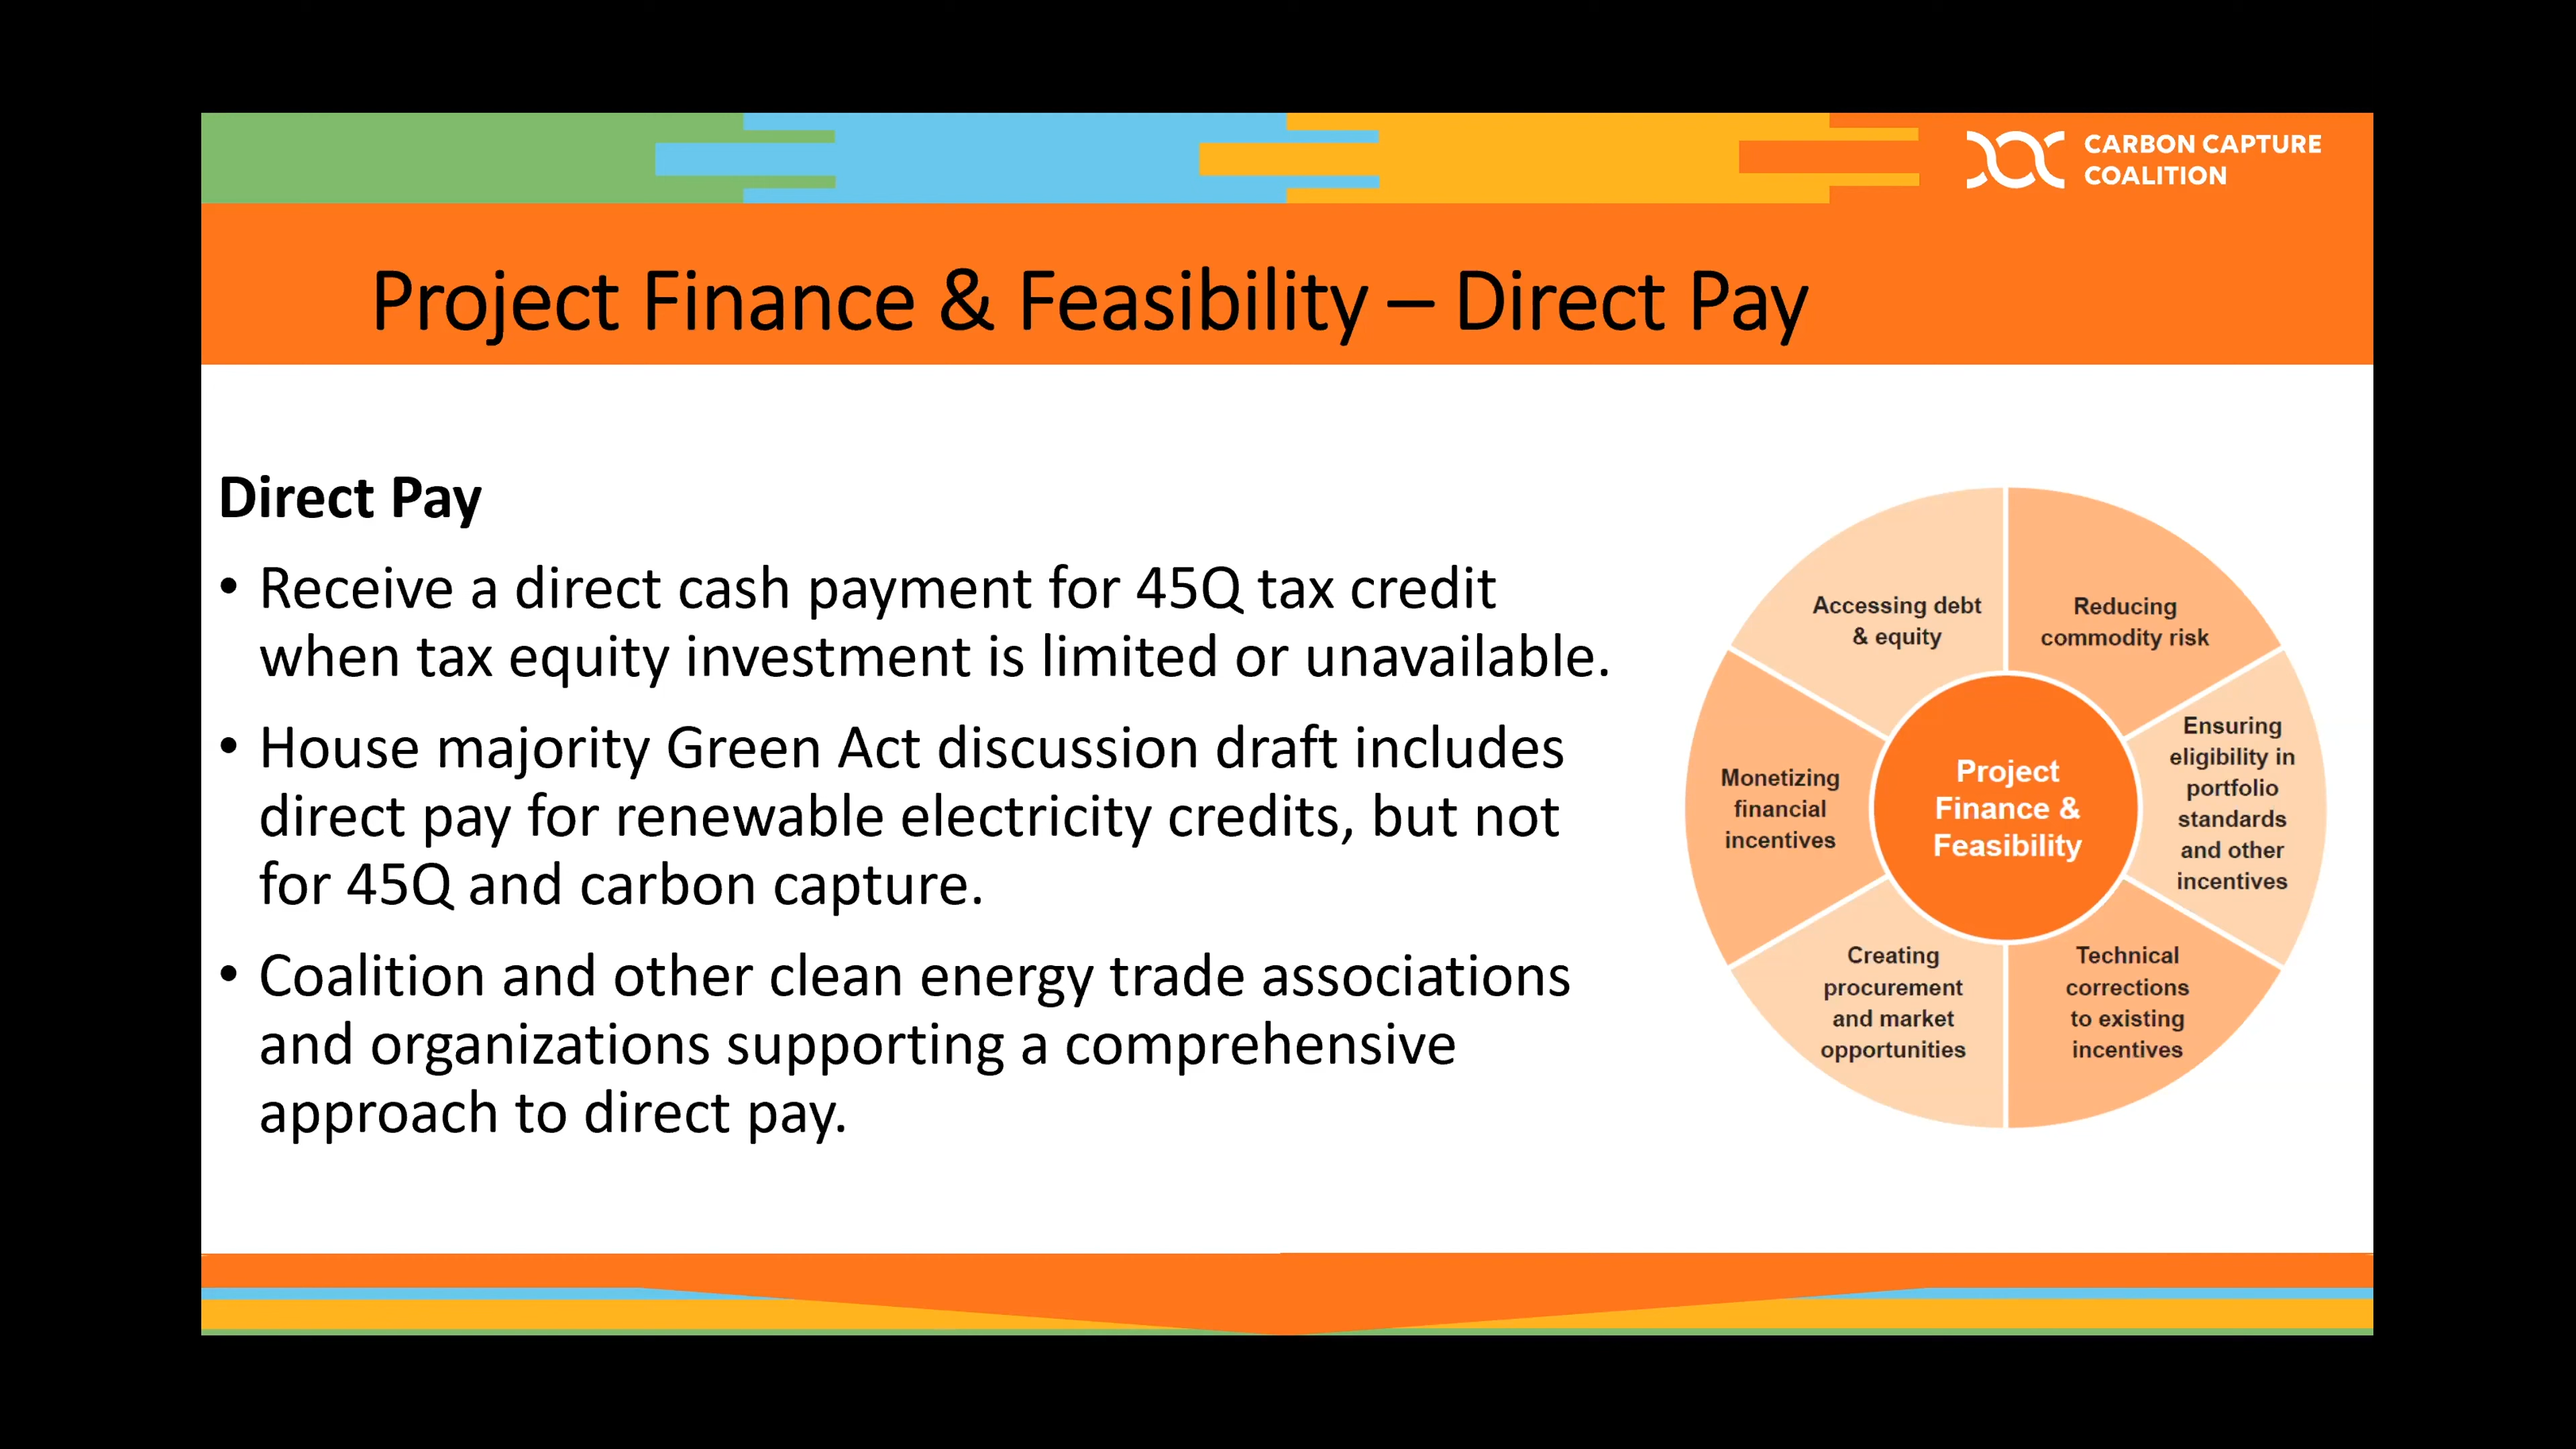 CARBON CAPTURE
COALITION
Project Finance & Feasibility – Direct Pay
Direct Pay
• Receive a direct cash payment for 45Q tax credit
when tax equity investment is limited or unavailable.
• House majority Green Act discussion draft includes
direct pay for renewable electricity credits, but not
for 45Q and carbon capture.
• Coalition and other clean energy trade associations
and organizations supporting a comprehensive
approach to direct pay.
Accessing debt
& equity
Reducing
commodity risk
Ensuring
eligibility in
portfolio
standards
and other
incentives
Technical
corrections
to existing
incentives
Creating
procurement
and market
opportunities
Monetizing
financial
incentives
Project
Finance &
Feasibility